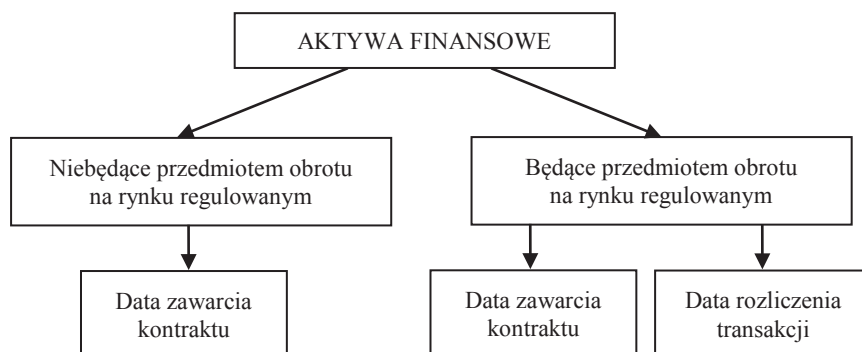 AKTYWA FINANSOWE
Niebędące przedmiotem obrotu
na rynku regulowanym
Będące przedmiotem obrotu
na rynku regulowanym
Data zawarcia
kontraktu
Data zawarcia
kontraktu
Data rozliczenia
transakcji